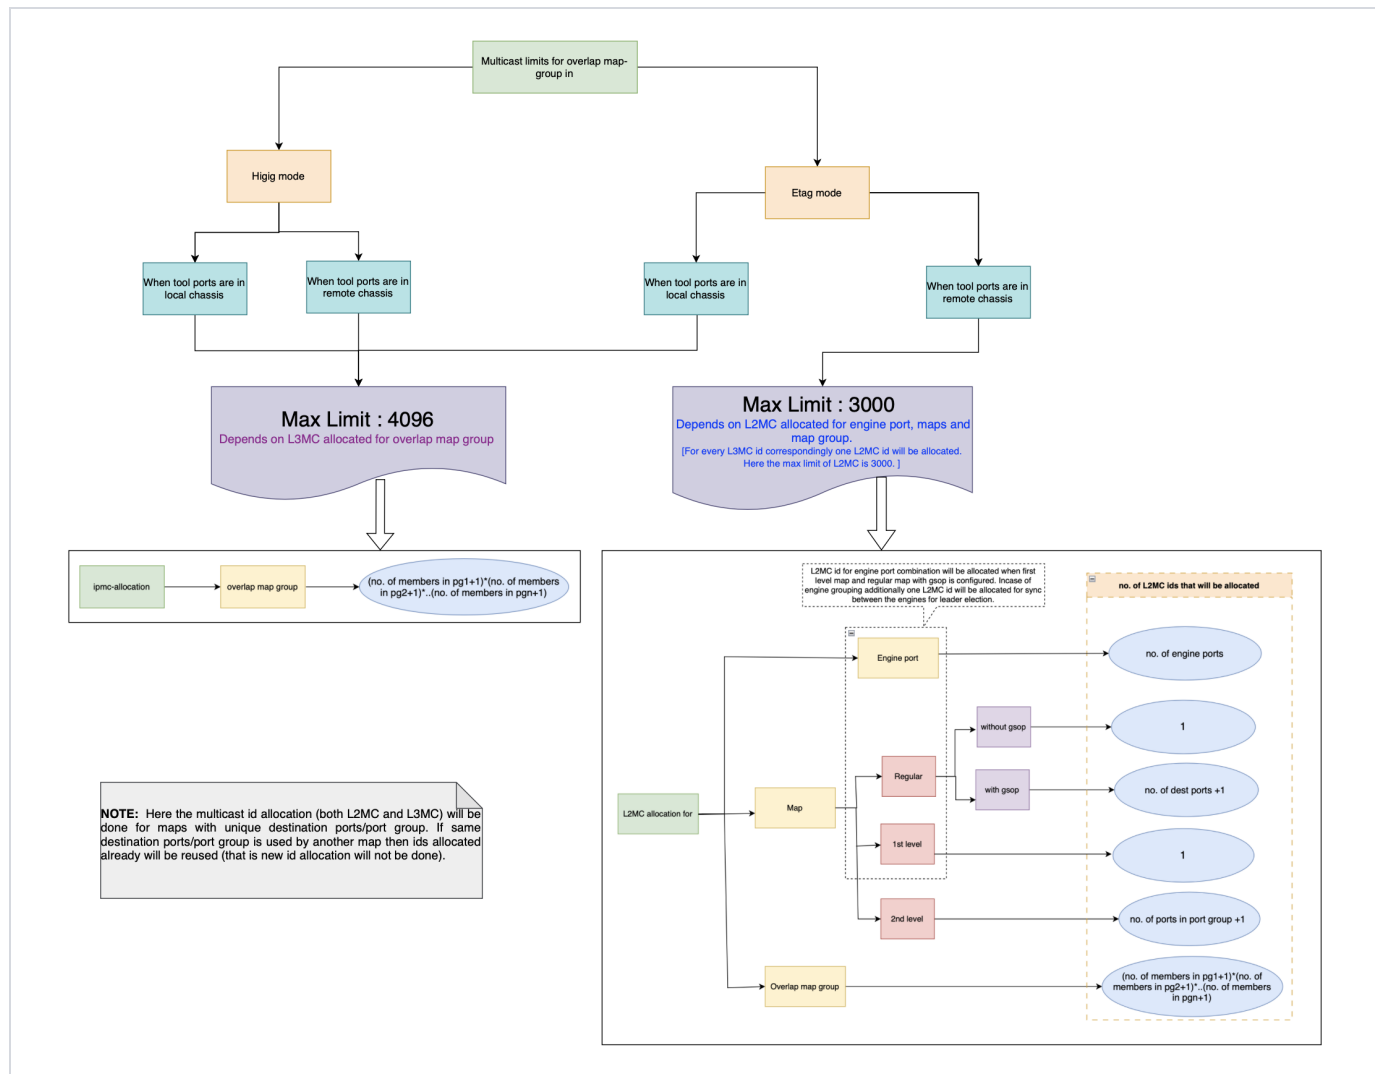 Multicast limits for overlap map-
group in
Higig mode
Etag mode
When tool ports are in
local chassis
When tool ports are in
remote chassis
When tool ports are in
local chassis
When tool ports are in
remote chassis
Max Limit : 4096
Depends on L3MC allocated for overlap map group
Max Limit : 3000
Depends on L2MC allocated for engine port, maps and
map group.
[For every L3MC id correspondingly one L2MC id will be allocated.
Here the max limit of L2MC is 3000. ]
ipmc-allocation
overlap map group
(no. of members in pg1+1)*(no. of members
in pg2+1)*..(no. of members in pgn+1)
L2MC id for engine port combination will be allocated when first
level map and regular map with gsop is configured. Incase of
engine grouping additionally one L2MC id will be allocated for sync
between the engines for leader election.
no. of L2MC ids that will be allocated
Engine port
no. of engine ports
without gsop
1
Regular
with gsop
no. of dest ports +1
L2MC allocation for
Map
1st level
1
2nd level
no. of ports in port group +1
Overlap map group
(no. of members in pg1+1)*(no. of
members in pg2+1)*..(no. of members
in pgn+1)
NOTE: Here the multicast id allocation (both L2MC and L3MC) will be
done for maps with unique destination ports/port group. If same
destination ports/port group is used by another map then ids allocated
already will be reused (that is new id allocation will not be done).